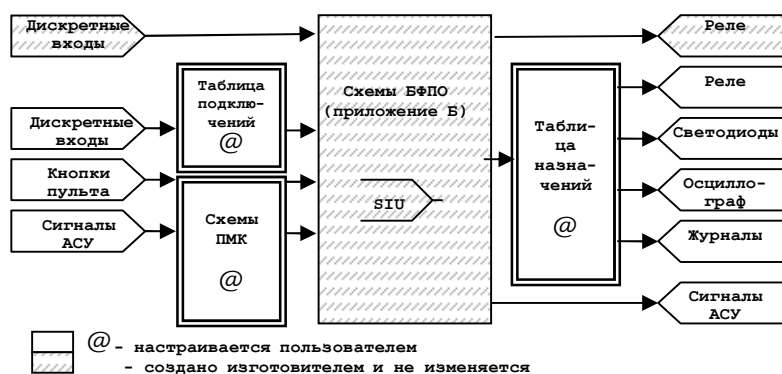 Дискретные
входы
Дискретные
входы
Кнопки
пульта
Сигналы
АСУ
Таблица
подклю-
чений
@
Схемы
ПМК
@
Схемы БФПО
(приложение Б)
SIU
Табли-
ца
назна-
чений
@
Реле
Реле
Светодиоды
Осцилло-
граф
Журналы
Сигналы
АСУ
@ - настраивается пользователем
- создано изготовителем и не изменяется